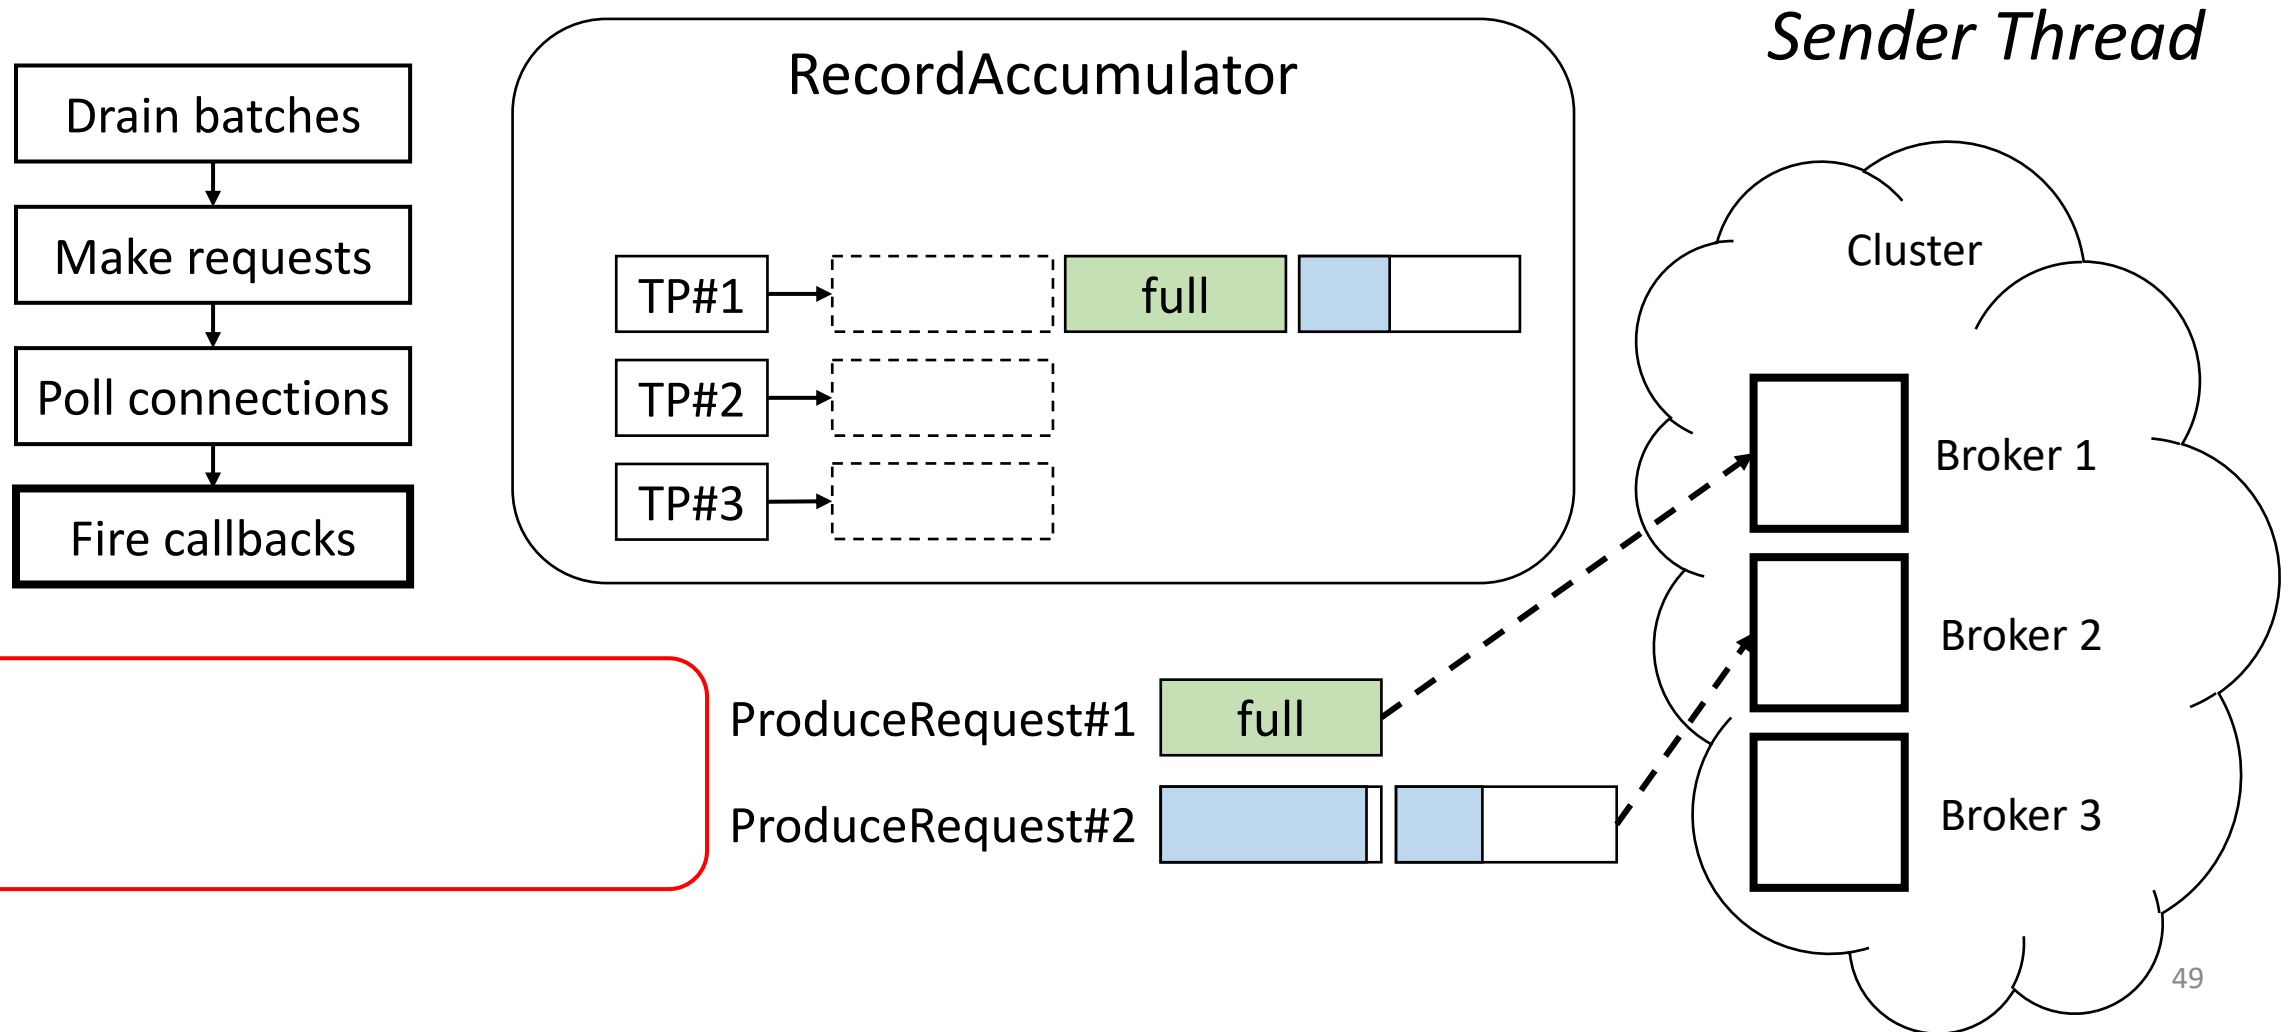 Sender Thread
RecordAccumulator
Drain batches
Make requests
Poll connections
Fire callbacks
TP#1
full
TP#2
TP#3
Cluster
Broker 1
Broker 2
Broker 3
ProduceRequest#1
full
ProduceRequest#2
49